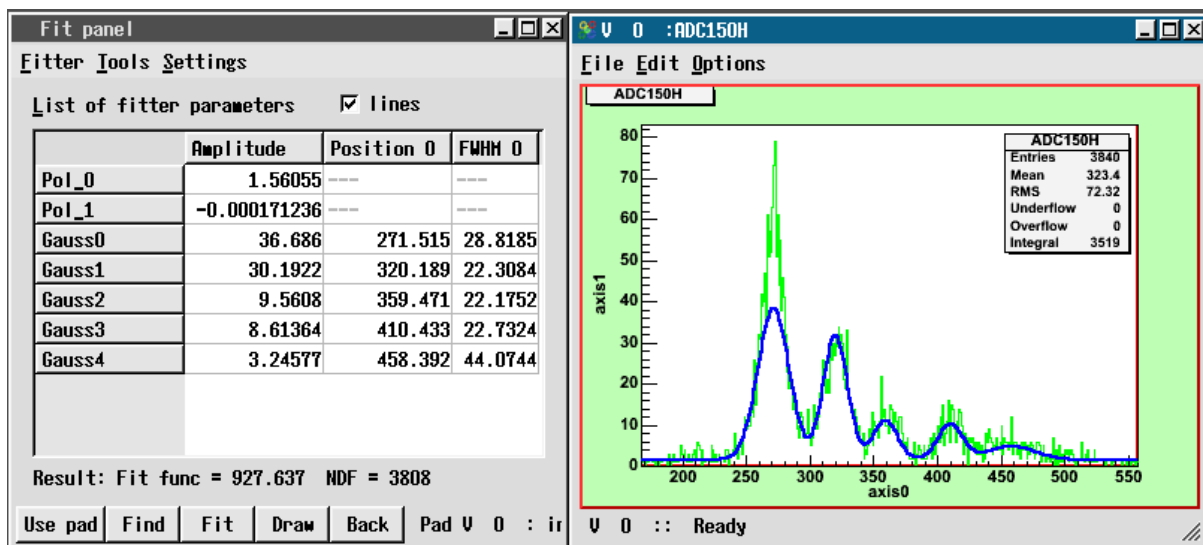 Fit panel
Fitter Tools Settings
List of fitter parameters lines
Amplitude Position 0 FWHM 0
Pol_0 1.56055 --- ---
Pol_1 -0.000171236 --- ---
Gauss0 36.686 271.515 28.8185
Gauss1 30.1922 320.189 22.3084
Gauss2 9.5608 359.471 22.1752
Gauss3 8.61364 410.433 22.7324
Gauss4 3.24577 458.392 44.0744
Result: Fit func = 927.637 NDF = 3808
Use pad Find Fit Draw Back Pad V 0 : in
V 0 :ADC150H
File Edit Options
ADC150H
80
70
60
50
40
30
20
10
0
axis1
ADC150H
Entries 3840
Mean 323.4
RMS 72.32
Underflow 0
Overflow 0
Integral 3519
200 250 300 350 400 450 500 550
axis0
V 0 :: Ready